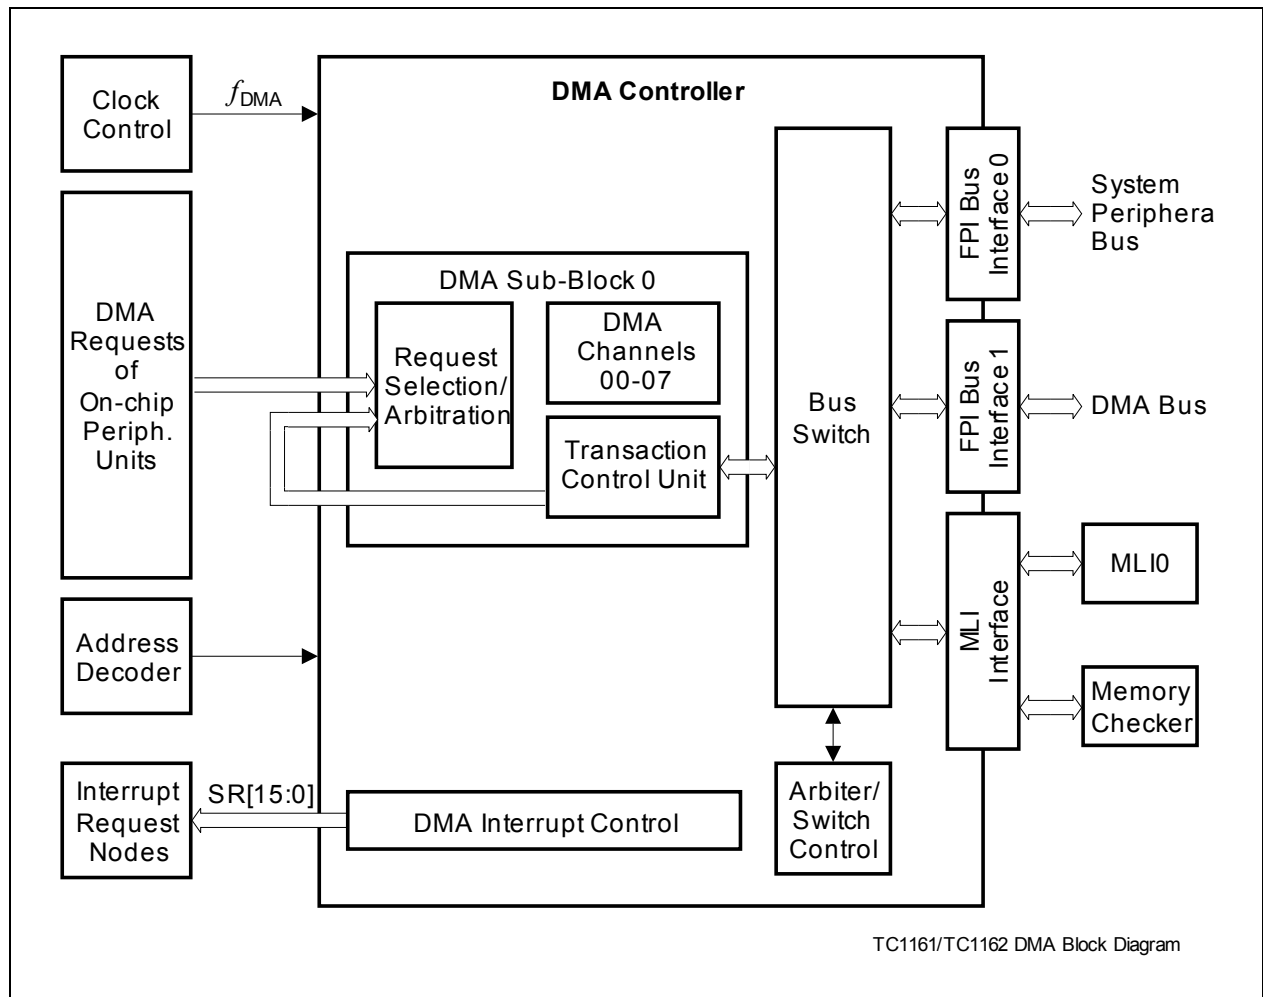 Clock
Control
fDMA
DMA Controller
FPI Bus
Interface 0
System
Periphera
Bus
DMA
Requests
of
On-chip
Periph.
Units
DMA Sub-Block 0
Request
Selection/
Arbitration
DMA
Channels
00-07
Transaction
Control Unit
Bus
Switch
FPI Bus
Interface 1
DMA Bus
MLI
Interface
MLI0
Memory
Checker
Address
Decoder
Interrupt
Request
Nodes
SR[15:0]
DMA Interrupt Control
Arbiter/
Switch
Control
TC1161/TC1162 DMA Block Diagram